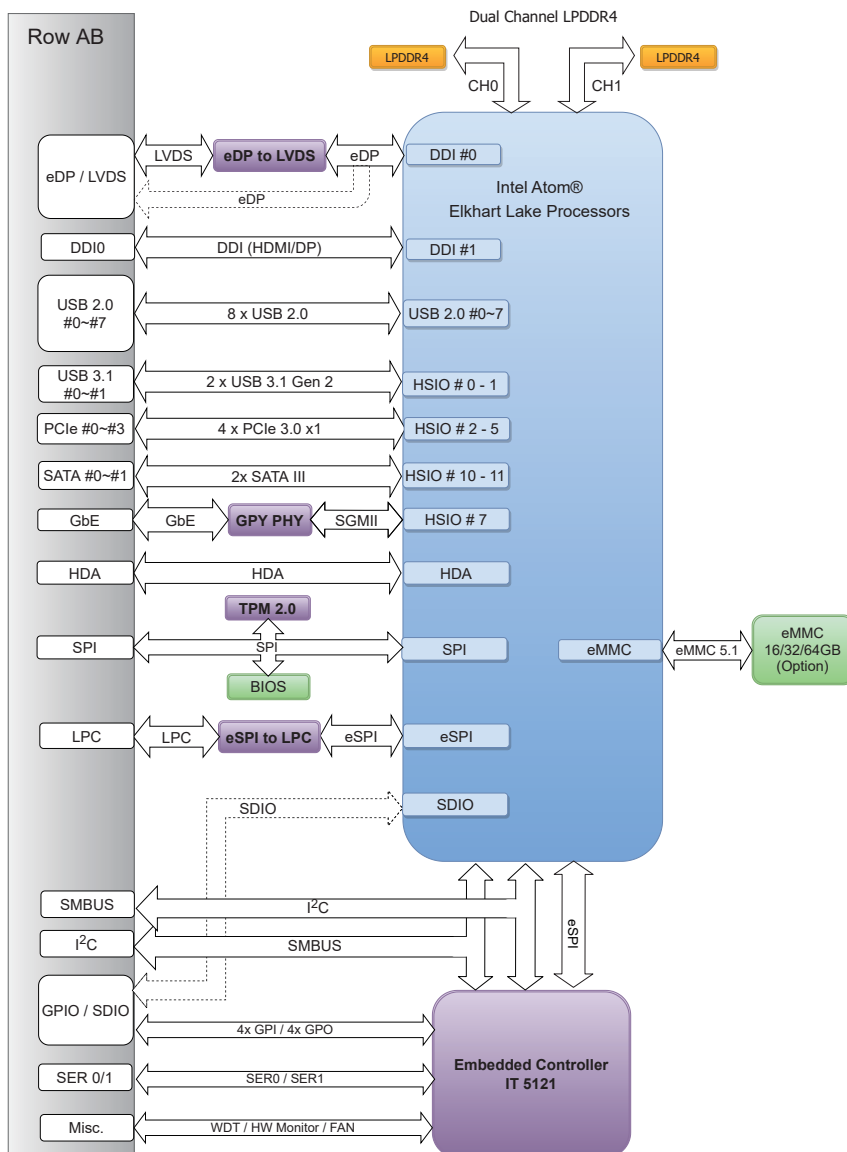 Dual Channel LPDDR4
Row AB
LPDDR4
LPDDR4
CH0
CH1
eDP / LVDS
LVDS
eDP to LVDS
eDP
DDI #0
eDP
Intel Atom®
Elkhart Lake Processors
DDI0
DDI (HDMI/DP)
DDI #1
USB 2.0
#0~#7
8 x USB 2.0
USB 2.0 #0~7
USB 3.1
#0~#1
2 x USB 3.1 Gen 2
HSIO # 0 - 1
PCIe #0~#3
4 x PCIe 3.0 x1
HSIO # 2 - 5
SATA #0~#1
2x SATA III
HSIO # 10 - 11
GbE
GbE
GPY PHY
SGMII
HSIO # 7
HDA
HDA
HDA
TPM 2.0
SPI
SPI
SPI
BIOS
eMMC
eMMC 5.1
eMMC
16/32/64GB
(Option)
LPC
LPC
eSPI to LPC
eSPI
eSPI
SDIO
SDIO
SMBUS
I²C
I²C
SMBUS
eSPI
GPIO / SDIO
4x GPI / 4x GPO
Embedded Controller
IT 5121
SER 0/1
SER0 / SER1
Misc.
WDT / HW Monitor / FAN